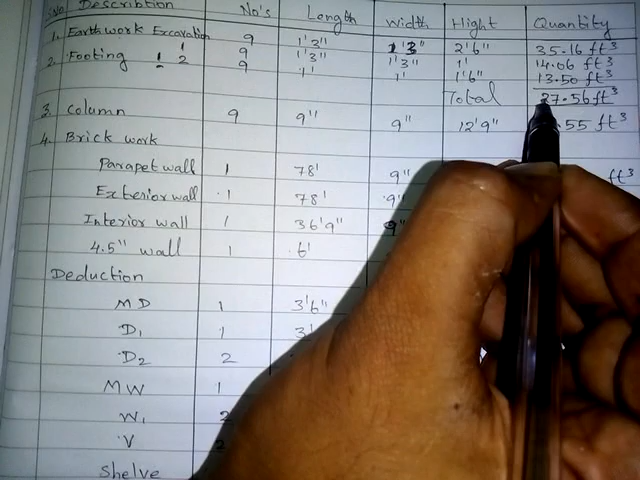 S.No Description No's Length Width Hight Quantity
1. Earthwork Excavation 9 1'3" 1'3" 2'6" 35.16 ft³
2. Footing 1 9 1'3" 1'3" 1' 14.06 ft³
2 9 1' 1' 1'6" 13.50 ft³
Total 27.56 ft³
3. Column 9 9" 9" 12'9" .55 ft³
4. Brick work
Parapet wall 1 78' 9" ft³
Exterior wall 1 78' 9"
Interior wall 1 36'9" 9"
4.5" wall 1 6'
Deduction
MD 1 3'6"
D1 1 3'
D2 2
MW 1
W1 2
V 2
Shelve